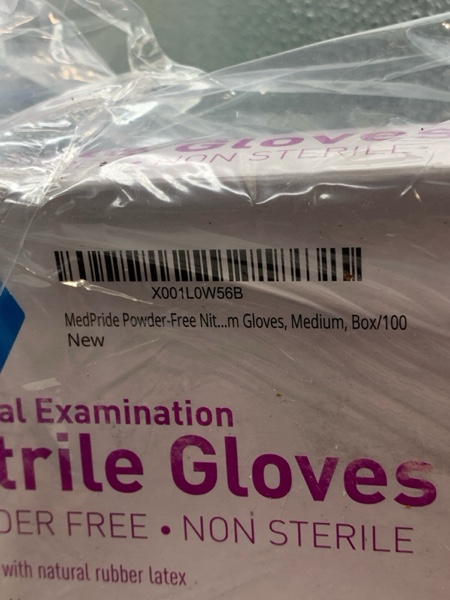 Gloves
NON STERILE
X001L0W56B
MedPride Powder-Free Nit...m Gloves, Medium, Box/100
New
al Examination
trile Gloves
DER FREE • NON STERILE
with natural rubber latex